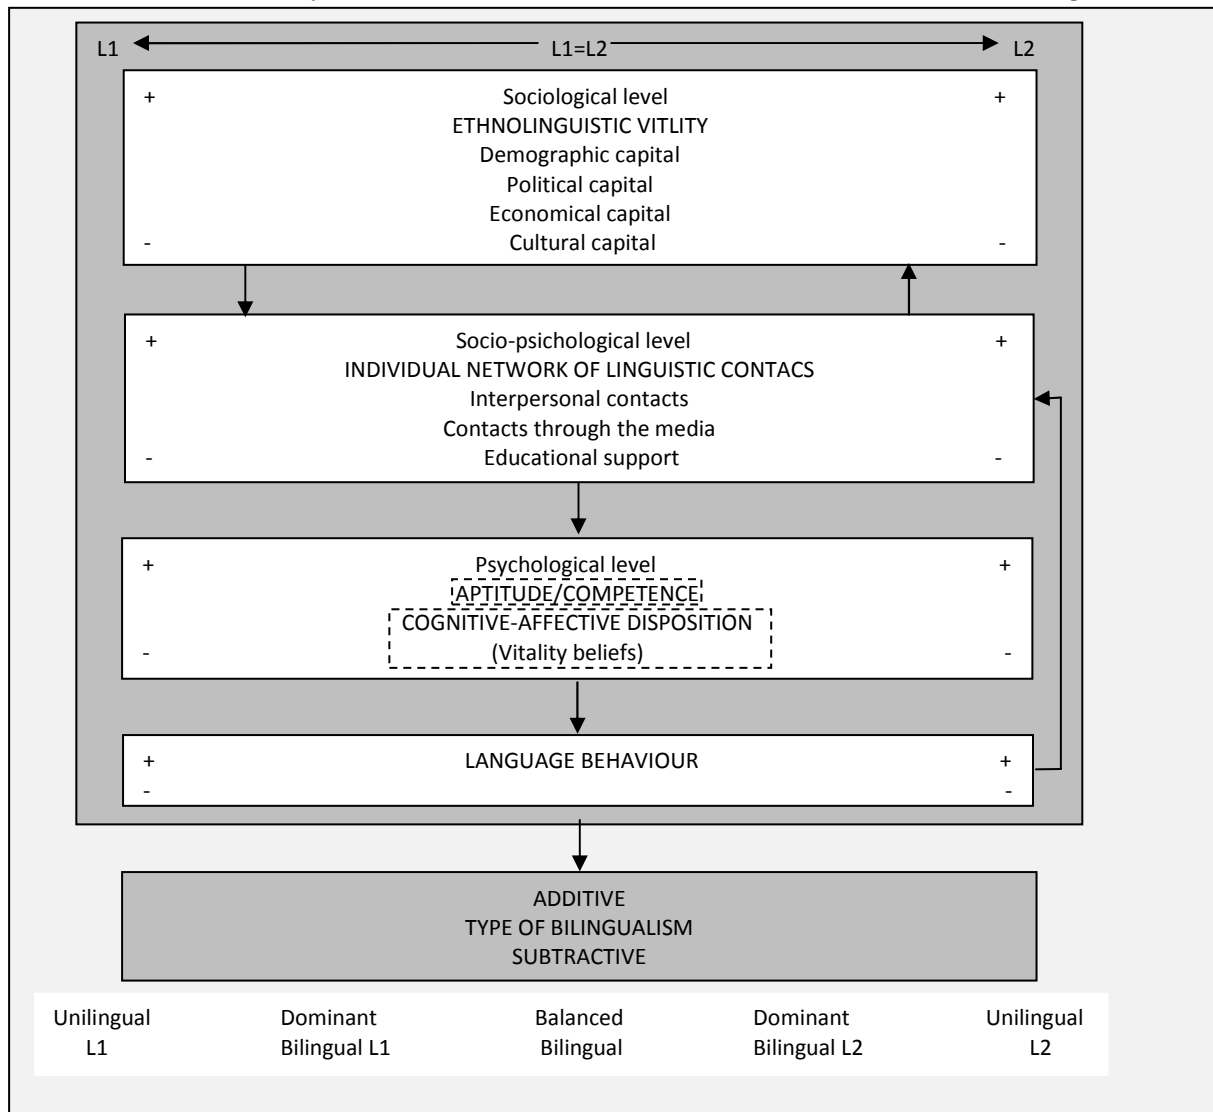 L1 L1=L2 L2
+ Sociological level +
ETHNOLINGUISTIC VITLITY
Demographic capital
Political capital
Economical capital
- Cultural capital -
+ Socio-psichological level +
INDIVIDUAL NETWORK OF LINGUISTIC CONTACS
Interpersonal contacts
Contacts through the media
- Educational support -
+ Psychological level +
APTITUDE/COMPETENCE
COGNITIVE-AFFECTIVE DISPOSITION
- (Vitality beliefs) -
+ LANGUAGE BEHAVIOUR +
- -
ADDITIVE
TYPE OF BILINGUALISM
SUBTRACTIVE
Unilingual Dominant Balanced Dominant Unilingual
L1 Bilingual L1 Bilingual Bilingual L2 L2